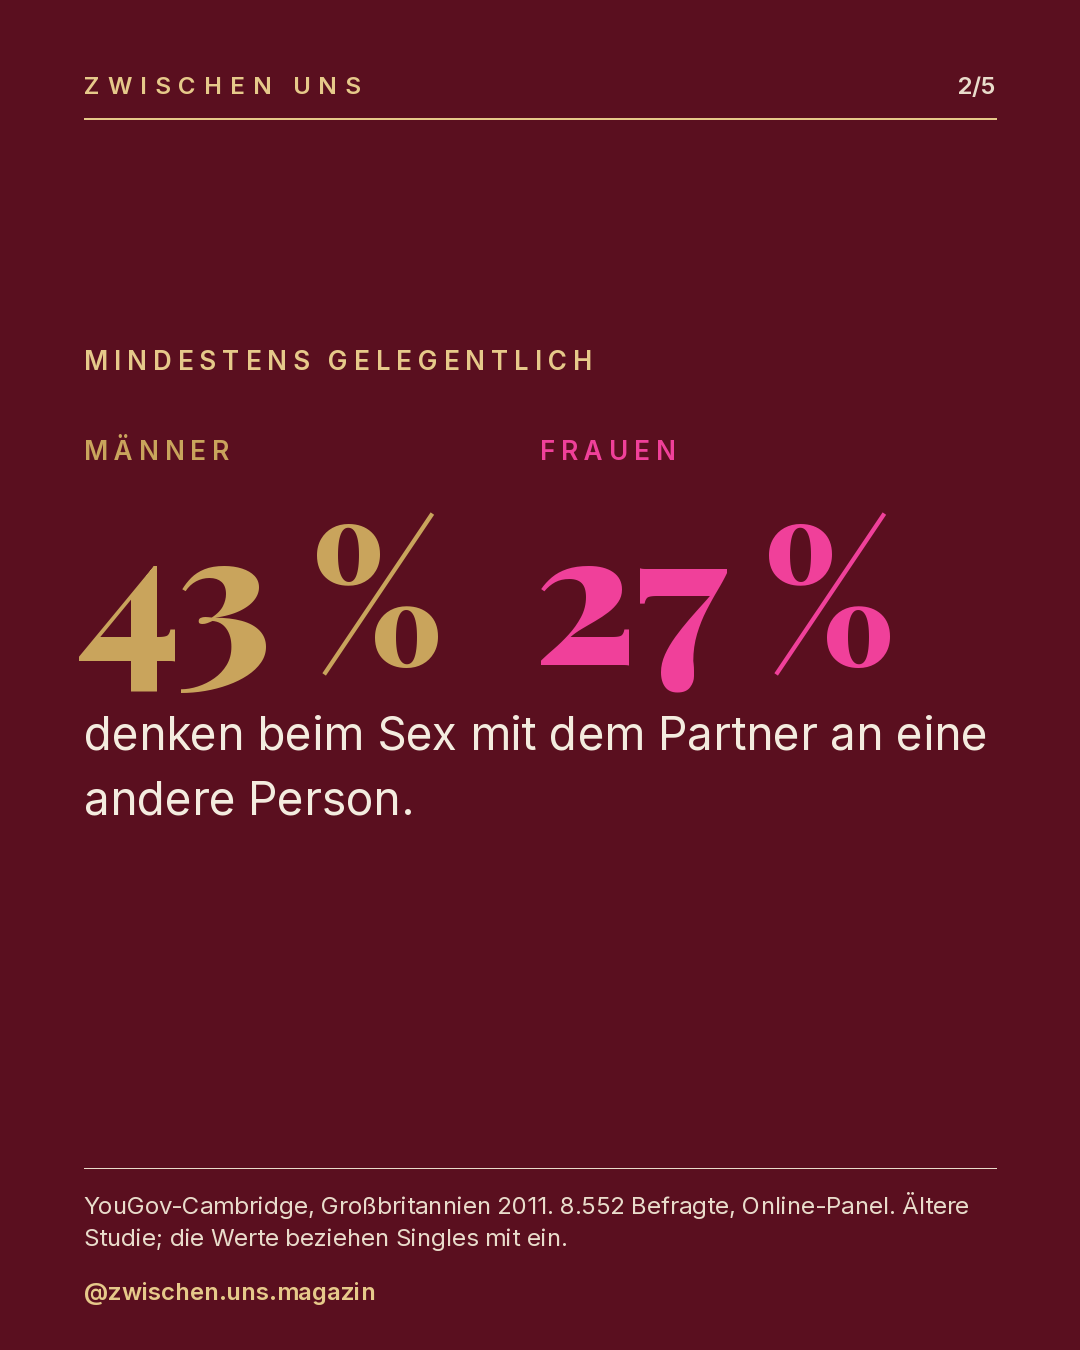 ZWISCHEN UNS 2/5
MINDESTENS GELEGENTLICH
MÄNNER FRAUEN
43 % 27 %
denken beim Sex mit dem Partner an eine
andere Person.
YouGov-Cambridge, Großbritannien 2011. 8.552 Befragte, Online-Panel. Ältere
Studie; die Werte beziehen Singles mit ein.
@zwischen.uns.magazin